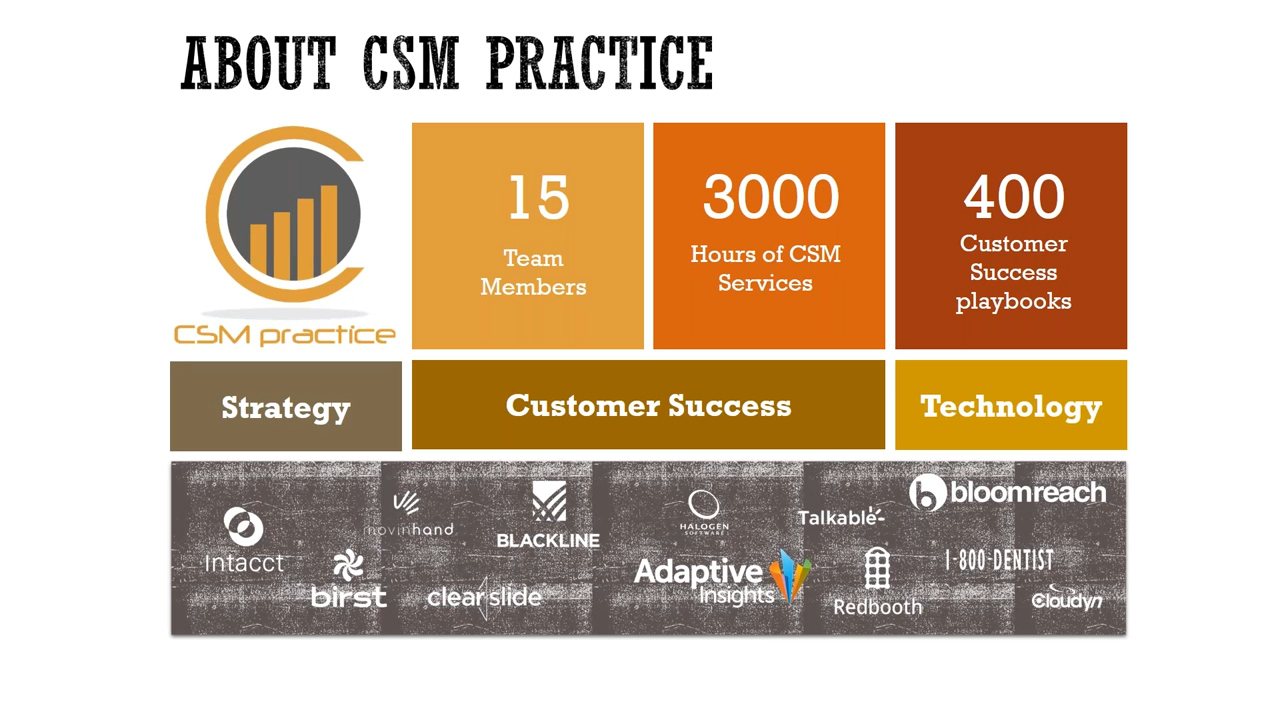 ABOUT CSM PRACTICE
CSM practice
15
Team
Members
3000
Hours of CSM
Services
400
Customer
Success
playbooks
Strategy
Customer Success
Technology
Intacct
movinhand
birst
BLACKLINE
clearslide
HALOGEN
SOFTWARE
Adaptive
Insights
Talkable
bloomreach
Redbooth
1-800-DENTIST
Cloudyn